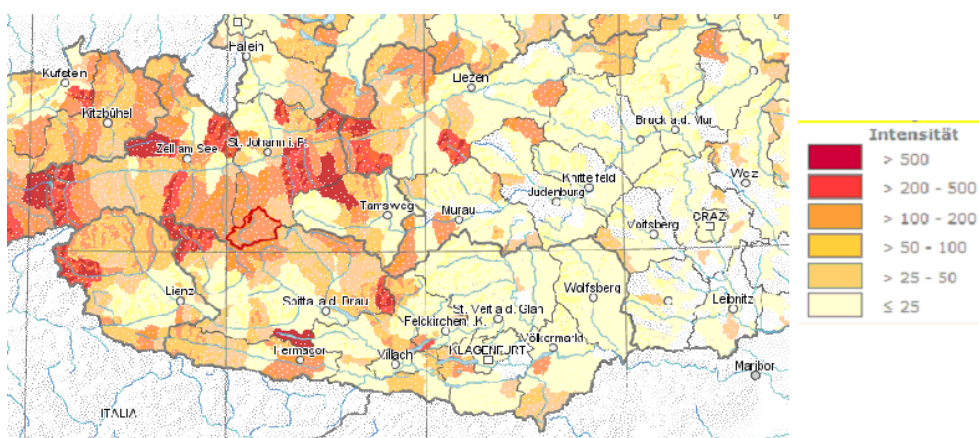 Halein
Kufstein
Liezen
Kitzbühel
Bruck a.d. Mur
Zell am See
St. Johann i. P.
Knittelfeld
Judenburg
Weiz
Tamsweg
Murau
GRAZ
Voitsberg
Lienz
Spittal a.d. Drau
Wolfsberg
Leibnitz
St. Veit a.d. Glan
Feldkirchen i.K.
Völkermarkt
Hermagor
Villach
KLAGENFURT
Maribor
ITALIA
Intensität
> 500
> 200 - 500
> 100 - 200
> 50 - 100
> 25 - 50
≤ 25